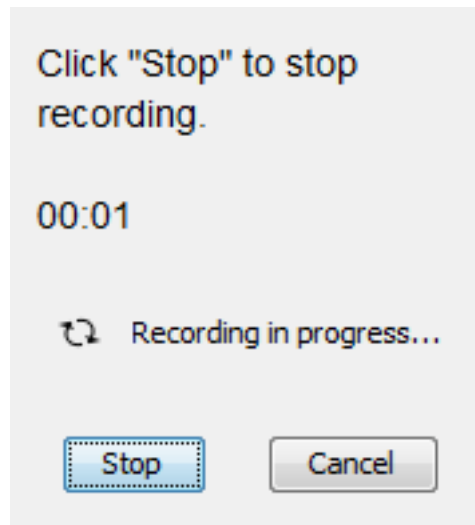 Click "Stop" to stop
recording.
00:01
Recording in progress...
Stop
Cancel